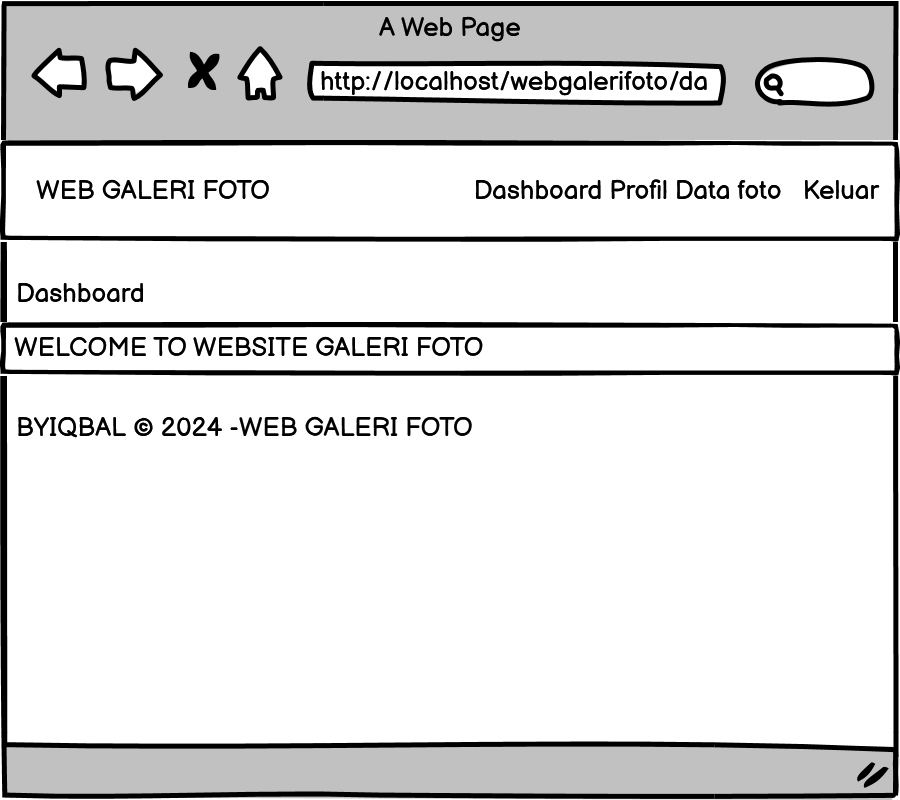 A Web Page
http://localhost/webgalerifoto/da
WEB GALERI FOTO Dashboard Profil Data foto Keluar
Dashboard
WELCOME TO WEBSITE GALERI FOTO
BYIQBAL © 2024 -WEB GALERI FOTO